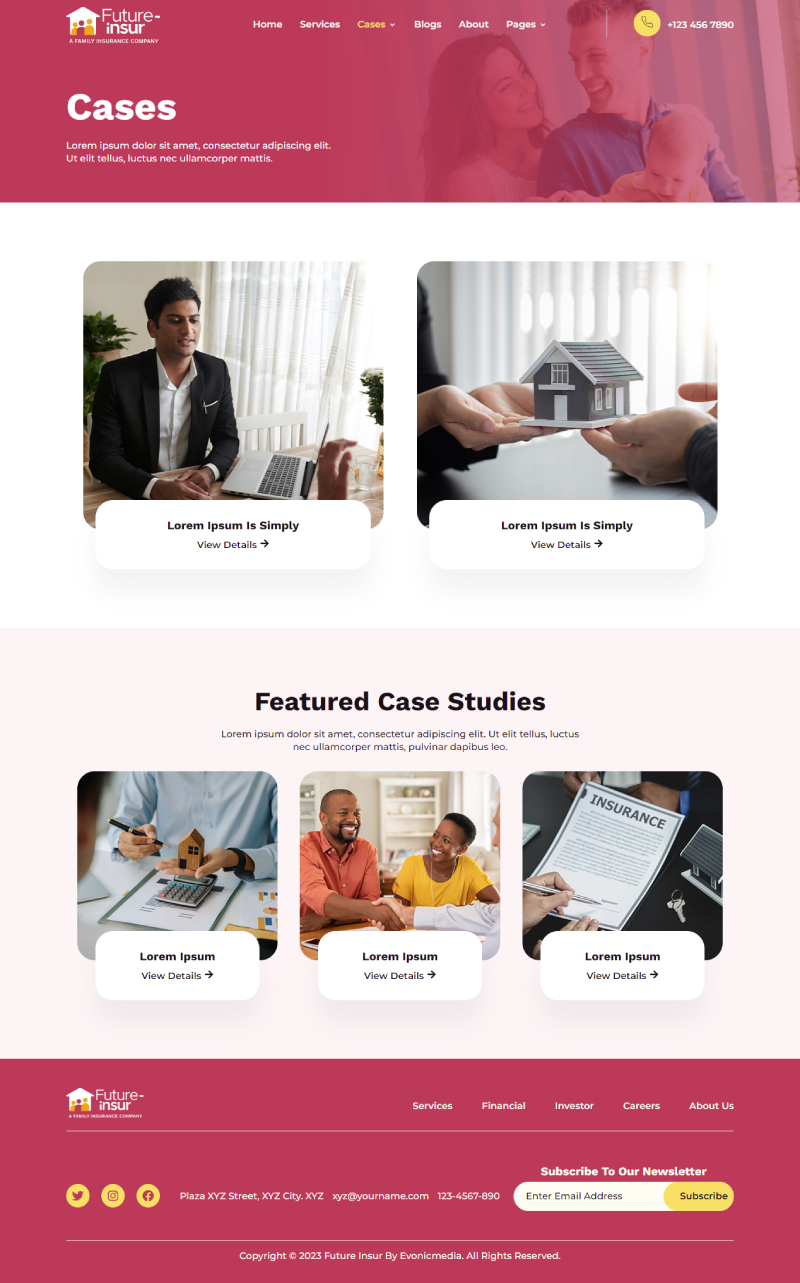 Future-
insur
A FAMILY INSURANCE COMPANY
Home Services Cases Blogs About Pages
+123 456 7890
Cases
Lorem ipsum dolor sit amet, consectetur adipiscing elit.
Ut elit tellus, luctus nec ullamcorper mattis.
Lorem Ipsum Is Simply
View Details
Lorem Ipsum Is Simply
View Details
Featured Case Studies
Lorem ipsum dolor sit amet, consectetur adipiscing elit. Ut elit tellus, luctus
nec ullamcorper mattis, pulvinar dapibus leo.
INSURANCE
Lorem Ipsum
View Details
Lorem Ipsum
View Details
Lorem Ipsum
View Details
Future-
insur
A FAMILY INSURANCE COMPANY
Services Financial Investor Careers About Us
Plaza XYZ Street, XYZ City. XYZ xyz@yourname.com 123-4567-890
Subscribe To Our Newsletter
Enter Email Address Subscribe
Copyright © 2023 Future Insur By Evonicmedia. All Rights Reserved.